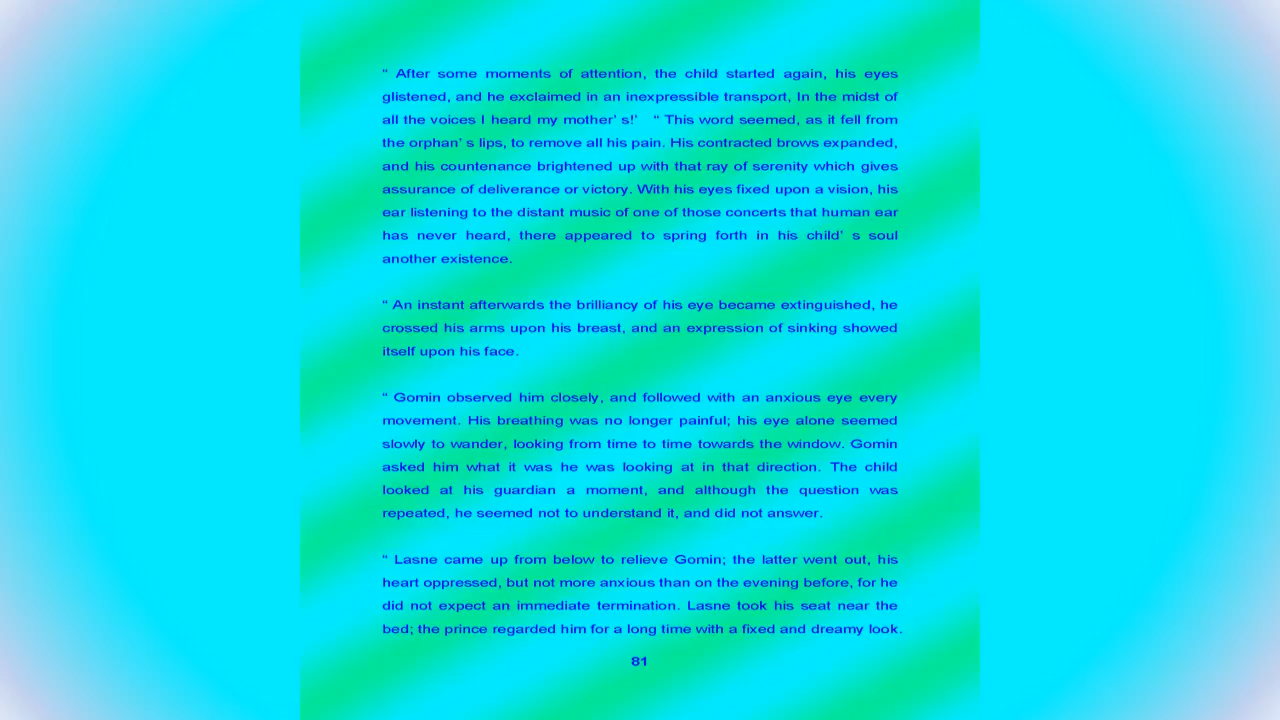 “ After some moments of attention, the child started again, his eyes
glistened, and he exclaimed in an inexpressible transport, In the midst of
all the voices I heard my mother’ s!’ “ This word seemed, as it fell from
the orphan’ s lips, to remove all his pain. His contracted brows expanded,
and his countenance brightened up with that ray of serenity which gives
assurance of deliverance or victory. With his eyes fixed upon a vision, his
ear listening to the distant music of one of those concerts that human ear
has never heard, there appeared to spring forth in his child’ s soul
another existence.
“ An instant afterwards the brilliancy of his eye became extinguished, he
crossed his arms upon his breast, and an expression of sinking showed
itself upon his face.
“ Gomin observed him closely, and followed with an anxious eye every
movement. His breathing was no longer painful; his eye alone seemed
slowly to wander, looking from time to time towards the window. Gomin
asked him what it was he was looking at in that direction. The child
looked at his guardian a moment, and although the question was
repeated, he seemed not to understand it, and did not answer.
“ Lasne came up from below to relieve Gomin; the latter went out, his
heart oppressed, but not more anxious than on the evening before, for he
did not expect an immediate termination. Lasne took his seat near the
bed; the prince regarded him for a long time with a fixed and dreamy look.
81